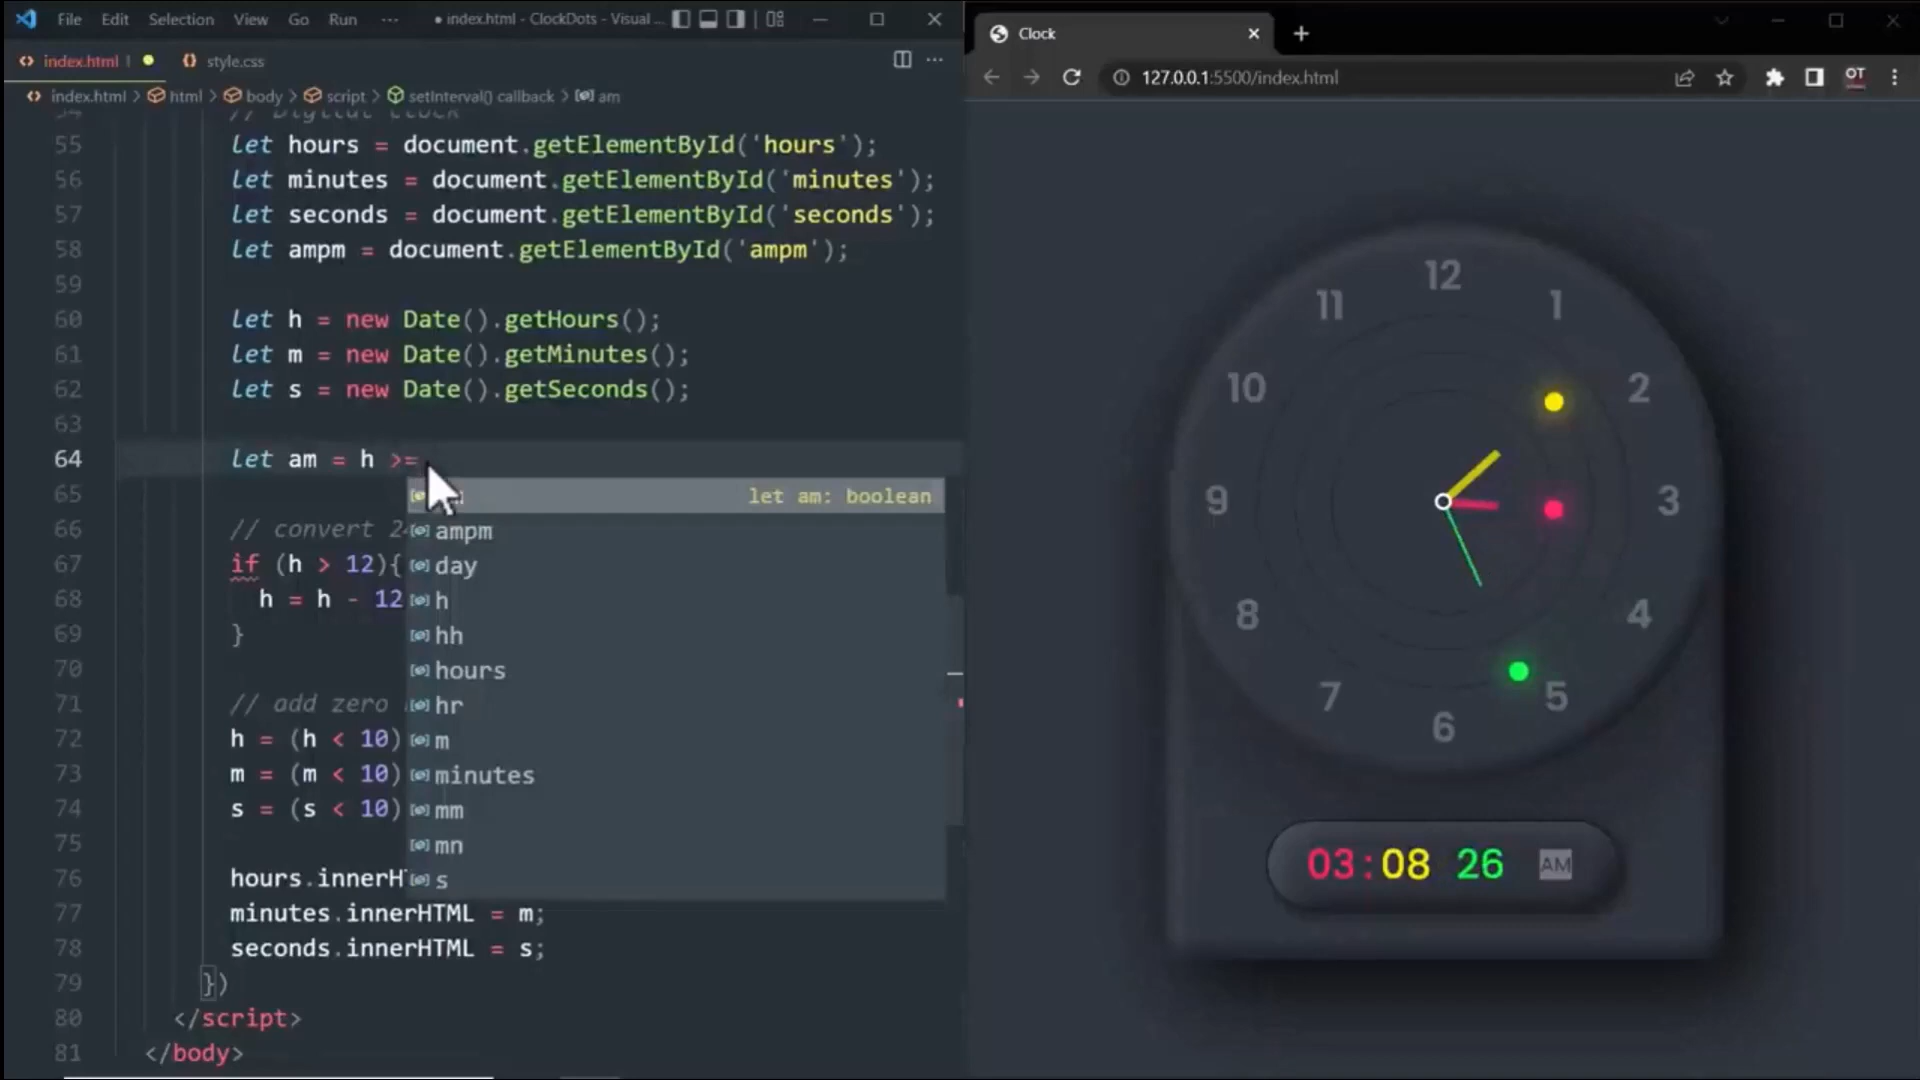 File Edit Selection View Go Run ··· ● index.html - ClockDots - Visual ...
index.html 1 ● style.css
index.html > html > body > script > setInterval() callback > am
54 // Digital clock
55 let hours = document.getElementById('hours');
56 let minutes = document.getElementById('minutes');
57 let seconds = document.getElementById('seconds');
58 let ampm = document.getElementById('ampm');
59
60 let h = new Date().getHours();
61 let m = new Date().getMinutes();
62 let s = new Date().getSeconds();
63
64 let am = h >=
65 let am: boolean
66 // convert 2
ampm
67 if (h > 12){
day
68 h = h - 12
h
69 }
hh
70
hours
71 // add zero
hr
72 h = (h < 10)
m
73 m = (m < 10)
minutes
74 s = (s < 10)
mm
75
mn
76 hours.innerH
s
77 minutes.innerHTML = m;
78 seconds.innerHTML = s;
79 })
80 </script>
81 </body>
Clock
127.0.0.1:5500/index.html
OT
12
11 1
10 2
9 3
8 4
7 5
6
03:08 26 AM